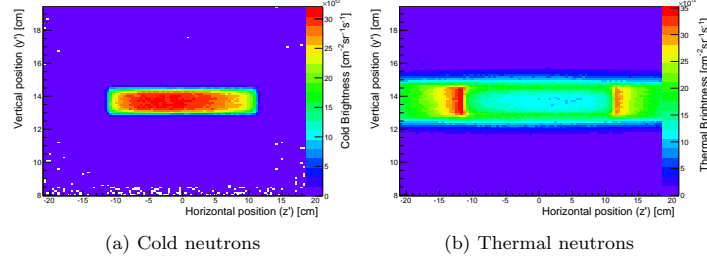 ×10¹²
Vertical position (y') [cm]
18
16
14
12
10
8
-20 -15 -10 -5 0 5 10 15 20
Horizontal position (z') [cm]
30
25
20
15
10
5
0
Cold Brightness [cm⁻²sr⁻¹s⁻¹]
(a) Cold neutrons
×10¹²
Vertical position (y') [cm]
18
16
14
12
10
8
-20 -15 -10 -5 0 5 10 15 20
Horizontal position (z') [cm]
35
30
25
20
15
10
5
0
Thermal Brightness [cm⁻²sr⁻¹s⁻¹]
(b) Thermal neutrons